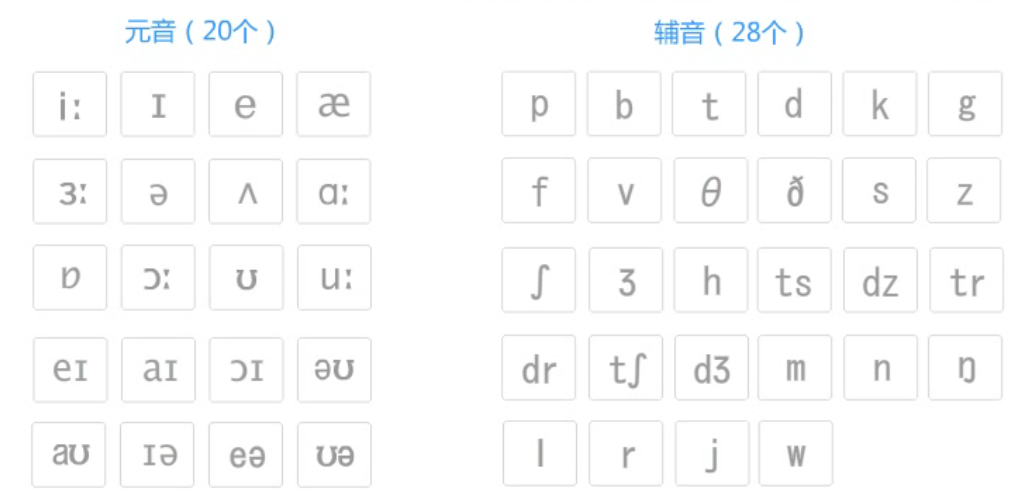 元音（20个）
iː ɪ e æ
ɜː ə ʌ ɑː
ɒ ɔː ʊ uː
eɪ aɪ ɔɪ əʊ
aʊ ɪə eə ʊə
辅音（28个）
p b t d k g
f v θ ð s z
ʃ ʒ h ts dz tr
dr tʃ dʒ m n ŋ
l r j w